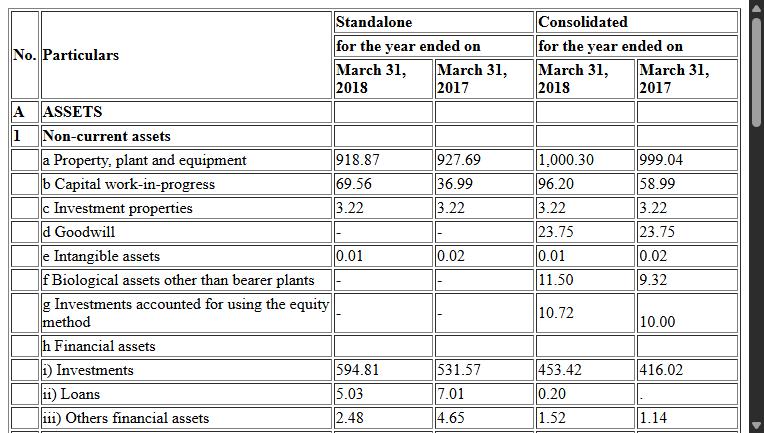 No. Particulars Standalone Consolidated
for the year ended on for the year ended on
March 31, 2018 March 31, 2017 March 31, 2018 March 31, 2017
A ASSETS
1 Non-current assets
a Property, plant and equipment 918.87 927.69 1,000.30 999.04
b Capital work-in-progress 69.56 36.99 96.20 58.99
c Investment properties 3.22 3.22 3.22 3.22
d Goodwill - - 23.75 23.75
e Intangible assets 0.01 0.02 0.01 0.02
f Biological assets other than bearer plants - - 11.50 9.32
g Investments accounted for using the equity method - - 10.72 10.00
h Financial assets
i) Investments 594.81 531.57 453.42 416.02
ii) Loans 5.03 7.01 0.20 .
iii) Others financial assets 2.48 4.65 1.52 1.14